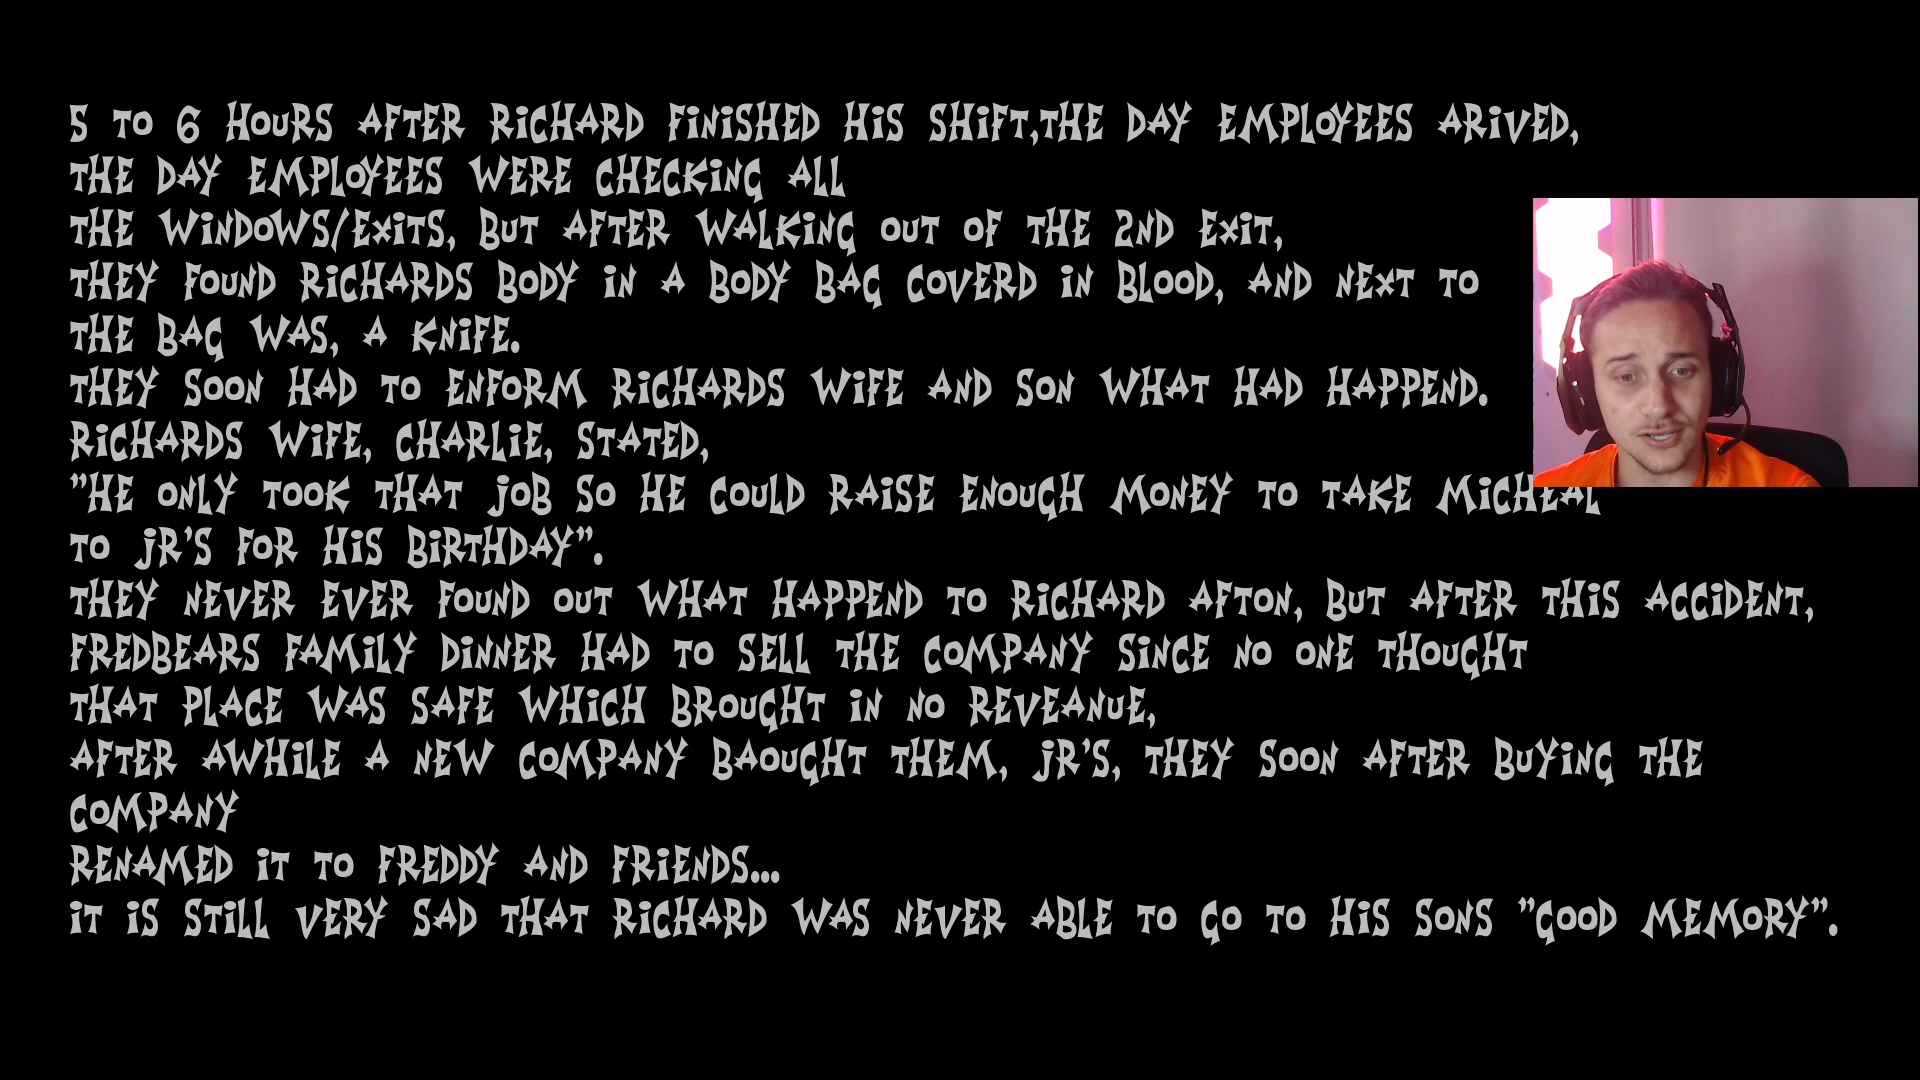 5 TO 6 HOURS AFTER RICHARD FINISHED HIS SHIFT,THE DAY EMPLOYEES ARIVED,
THE DAY EMPLOYEES WERE CHECKING ALL
THE WINDOWS/EXITS, BUT AFTER WALKING OUT OF THE 2ND EXIT,
THEY FOUND RICHARDS BODY IN A BODY BAG COVERD IN BLOOD, AND NEXT TO
THE BAG WAS, A KNIFE.
THEY SOON HAD TO ENFORM RICHARDS WIFE AND SON WHAT HAD HAPPEND.
RICHARDS WIFE, CHARLIE, STATED,
"HE ONLY TOOK THAT JOB SO HE COULD RAISE ENOUGH MONEY TO TAKE MICHEAL
TO JR'S FOR HIS BIRTHDAY".
THEY NEVER EVER FOUND OUT WHAT HAPPEND TO RICHARD AFTON, BUT AFTER THIS ACCIDENT,
FREDBEARS FAMILY DINNER HAD TO SELL THE COMPANY SINCE NO ONE THOUGHT
THAT PLACE WAS SAFE WHICH BROUGHT IN NO REVEANUE,
AFTER AWHILE A NEW COMPANY BAOUGHT THEM, JR'S, THEY SOON AFTER BUYING THE
COMPANY
RENAMED IT TO FREDDY AND FRIENDS...
IT IS STILL VERY SAD THAT RICHARD WAS NEVER ABLE TO GO TO HIS SONS "GOOD MEMORY".